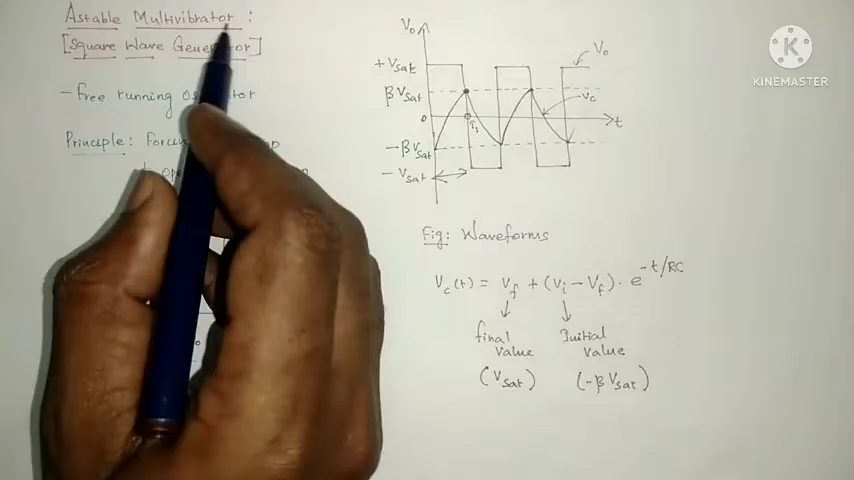 Astable Multivibrator :
[Square Wave Generator]
- Free running
Principle: 
V₀
+Vsat
V₀
βVsat
Vc
0
T₁
t
-βVsat
-Vsat
Fig: Waveforms
Vc(t) = Vf + (Vi - Vf) · e^-t/RC
final value
Initial value
(Vsat)
(-βVsat)
K
KINEMASTER